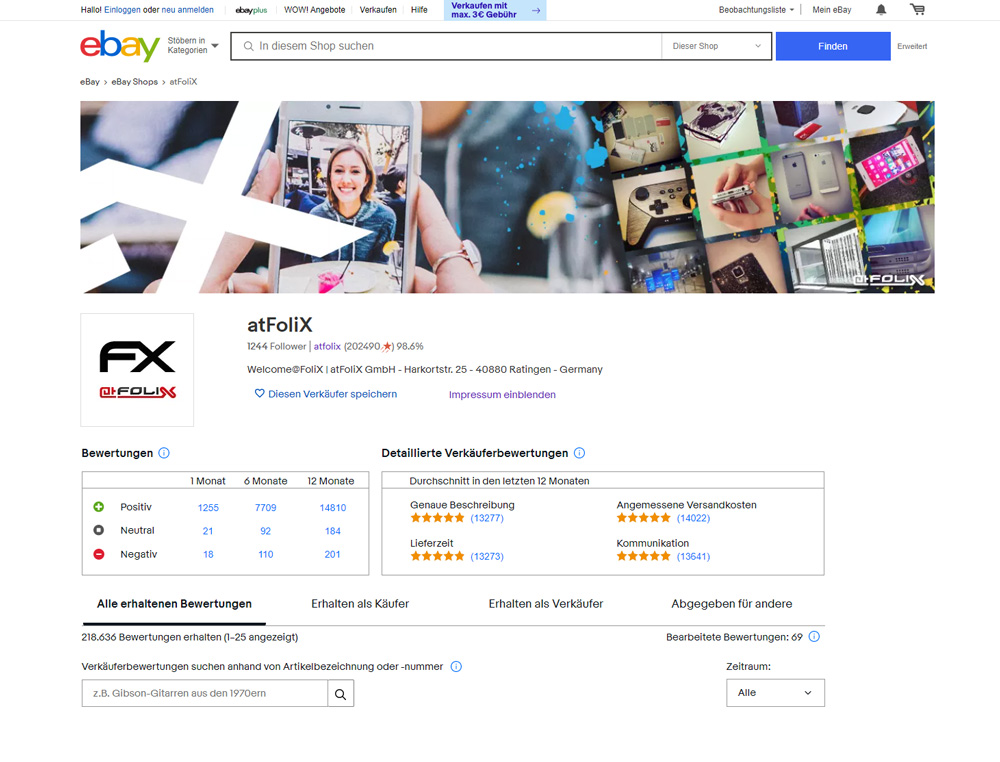 Hallo! Einloggen oder neu anmelden
ebayplus
WOW! Angebote
Verkaufen
Hilfe
Verkaufen mit
max. 3€ Gebühr →
Beobachtungsliste
Mein eBay
ebay
Stöbern in
Kategorien
In diesem Shop suchen
Dieser Shop
Finden
Erweitert
eBay > eBay Shops > atFoliX
@FOLIX
FX
@FOLIX
atFoliX
1244 Follower | atfolix (202490 ★) 98.6%
Welcome@FoliX | atFoliX GmbH - Harkortstr. 25 - 40880 Ratingen - Germany
Diesen Verkäufer speichern
Impressum einblenden
Bewertungen
1 Monat 6 Monate 12 Monate
Positiv 1255 7709 14810
Neutral 21 92 184
Negativ 18 110 201
Detaillierte Verkäuferbewertungen
Durchschnitt in den letzten 12 Monaten
Genaue Beschreibung
★★★★★ (13277)
Angemessene Versandkosten
★★★★★ (14022)
Lieferzeit
★★★★★ (13273)
Kommunikation
★★★★★ (13641)
Alle erhaltenen Bewertungen
Erhalten als Käufer
Erhalten als Verkäufer
Abgegeben für andere
218.636 Bewertungen erhalten (1–25 angezeigt)
Bearbeitete Bewertungen: 69
Verkäuferbewertungen suchen anhand von Artikelbezeichnung oder -nummer
Zeitraum:
z.B. Gibson-Gitarren aus den 1970ern
Alle